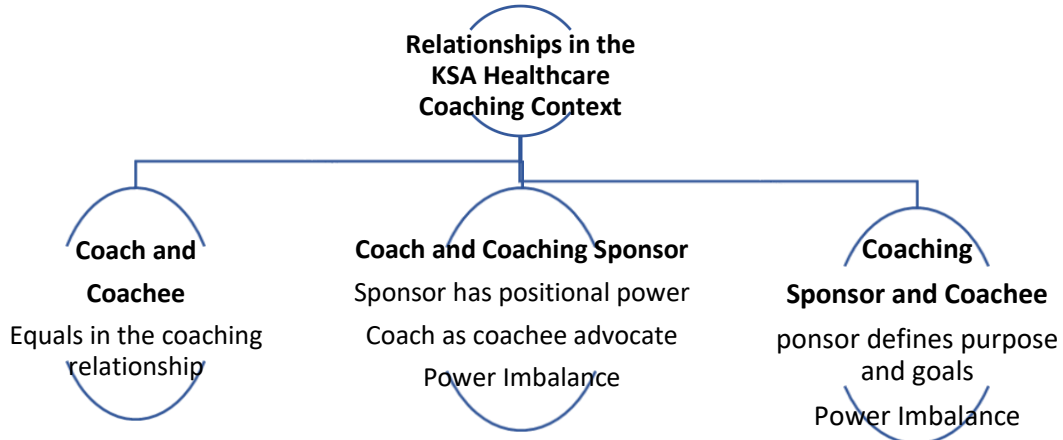 Relationships in the
KSA Healthcare
Coaching Context
Coach and
Coachee
Equals in the coaching
relationship
Coach and Coaching Sponsor
Sponsor has positional power
Coach as coachee advocate
Power Imbalance
Coaching
Sponsor and Coachee
ponsor defines purpose
and goals
Power Imbalance